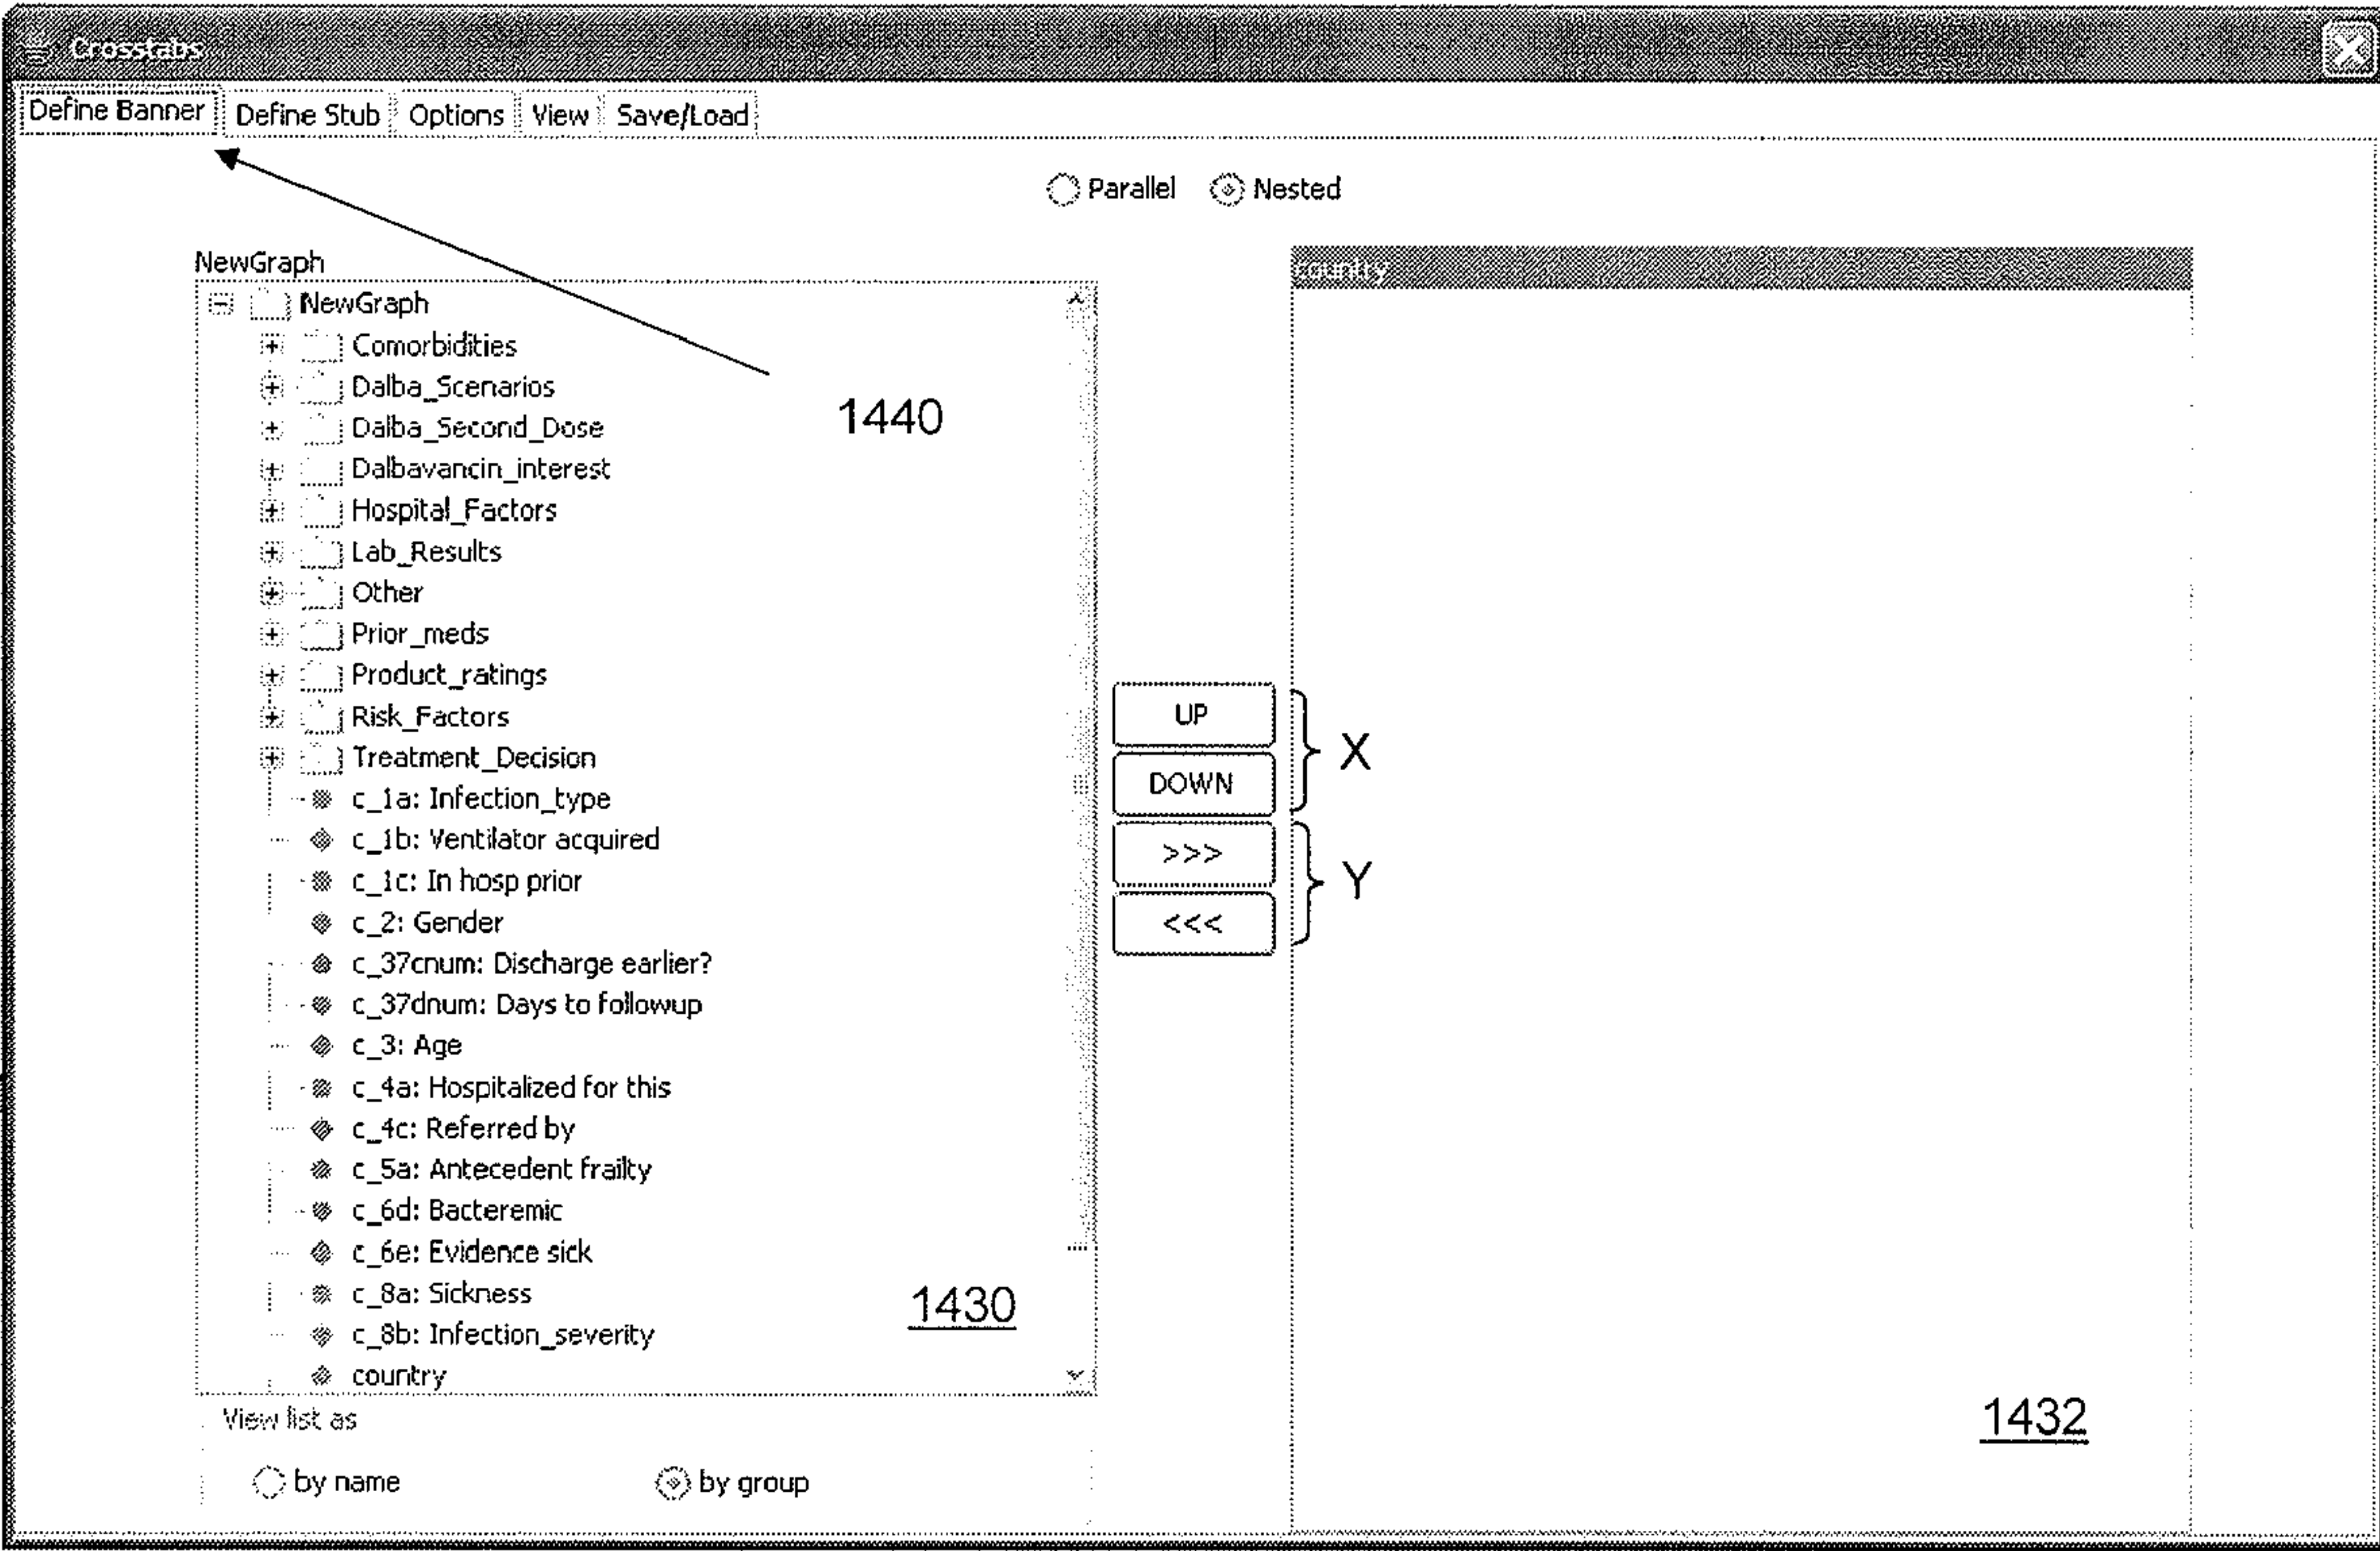 Crosstabs
Define Banner Define Stub Options View Save/Load
Parallel Nested
NewGraph
country
NewGraph
Comorbidities
Dalba_Scenarios
1440
Dalba_Second_Dose
Dalbavancin_interest
Hospital_Factors
Lab_Results
Other
Prior_meds
Product_ratings
Risk_Factors
UP
X
Treatment_Decision
DOWN
c_1a: Infection_type
c_1b: Ventilator acquired
>>>
Y
c_1c: In hosp prior
c_2: Gender
<<<
c_37cnum: Discharge earlier?
c_37dnum: Days to followup
c_3: Age
c_4a: Hospitalized for this
c_4c: Referred by
c_5a: Antecedent frailty
c_6d: Bacteremic
c_6e: Evidence sick
c_8a: Sickness
1430
c_8b: Infection_severity
country
View list as
1432
by name by group